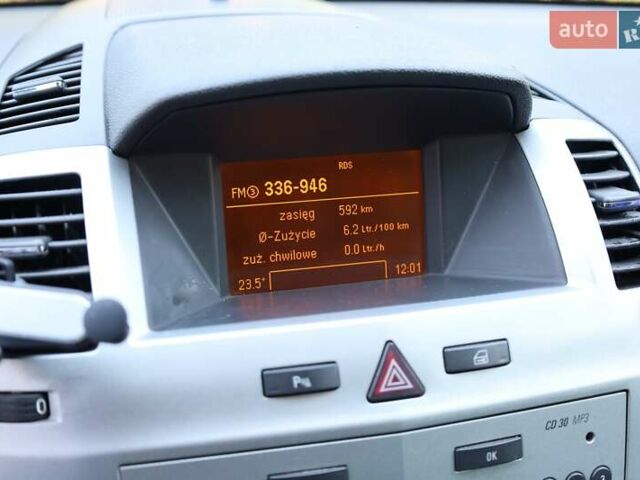 auto R
RDS
FM③ 336-946
zasięg 592 km
Ø-Zużycie 6.2 Ltr./100 km
zuż. chwilowe 0.0 Ltr./h
23.5° 12:01
0
CD 30 MP3
OK